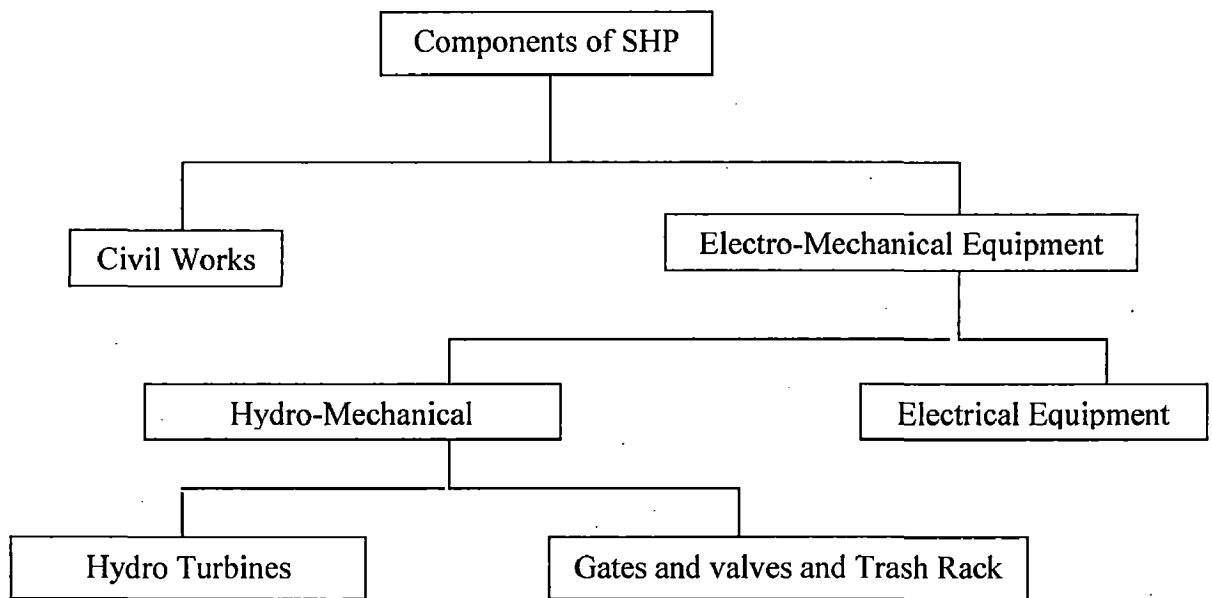 Components of SHP
Civil Works
Electro-Mechanical Equipment
Hydro-Mechanical
Electrical Equipment
Hydro Turbines
Gates and valves and Trash Rack